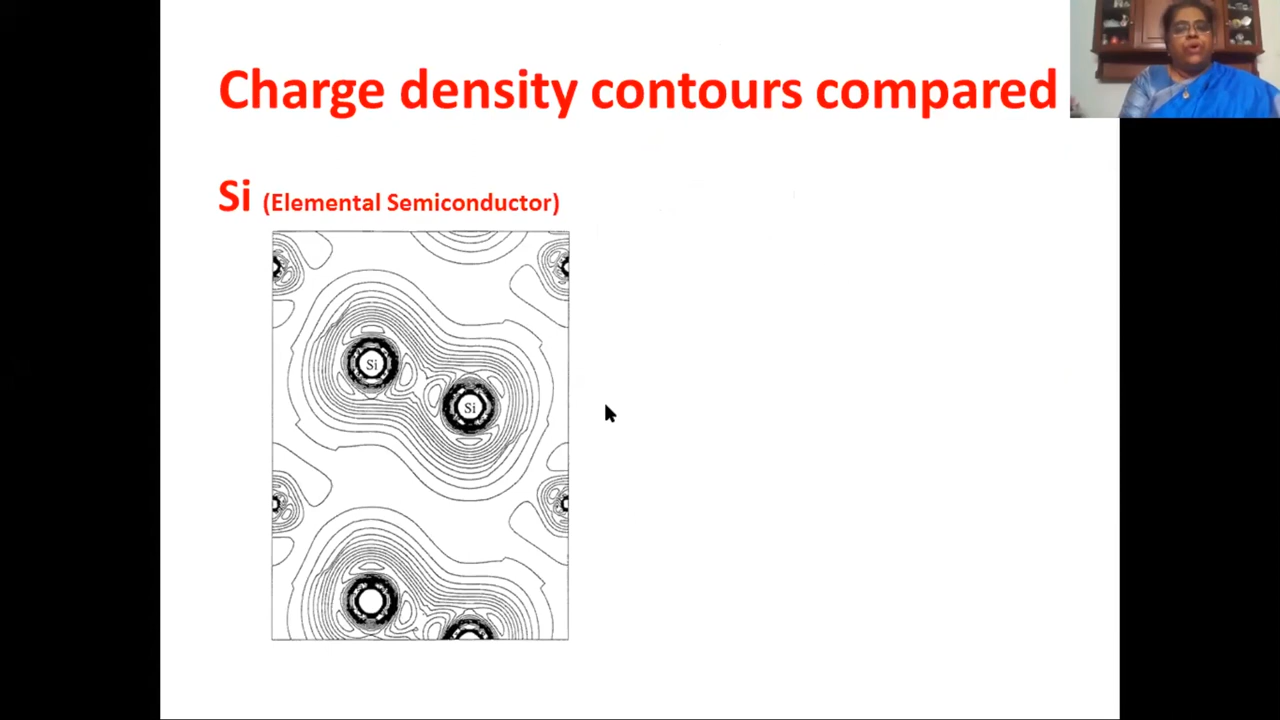 Charge density contours compared
Si (Elemental Semiconductor)
Si
Si